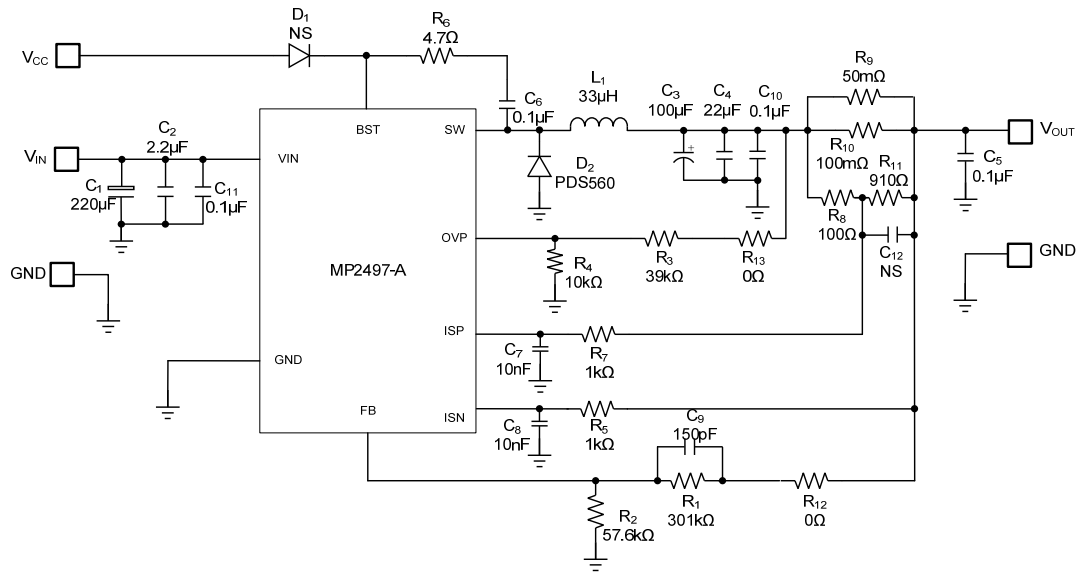 D1
NS
R6
4.7Ω
VCC
L1
33μH
C6
0.1μF
C3
100μF
C4
22μF
C10
0.1μF
R9
50mΩ
R10
100mΩ
R11
910Ω
VOUT
BST
SW
VIN
C2
2.2μF
VIN
C1
220μF
C11
0.1μF
+
D2
PDS560
C5
0.1μF
R8
100Ω
C12
NS
OVP
R4
10kΩ
R3
39kΩ
R13
0Ω
GND
GND
MP2497-A
ISP
C7
10nF
R7
1kΩ
GND
FB
ISN
C8
10nF
R5
1kΩ
C9
150pF
R2
57.6kΩ
R1
301kΩ
R12
0Ω